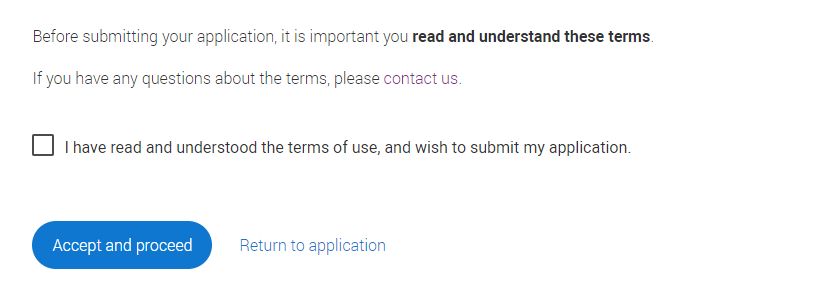 Before submitting your application, it is important you read and understand these terms.
If you have any questions about the terms, please contact us.
I have read and understood the terms of use, and wish to submit my application.
Accept and proceed
Return to application